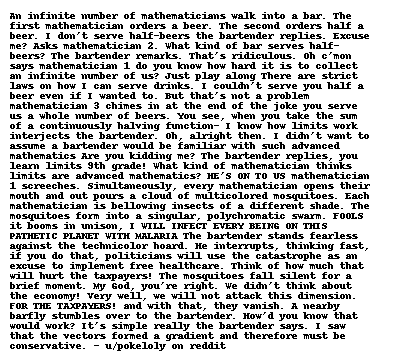 An infinite number of mathematicians walk into a bar. The
first mathematician orders a beer. The second orders half a
beer. I don't serve half-beers the bartender replies. Excuse
me? Asks mathematician 2. What kind of bar serves half-
beers? The bartender remarks. That's ridiculous. Oh c'mon
says mathematician 1 do you know how hard it is to collect
an infinite number of us? Just play along There are strict
laws on how I can serve drinks. I couldn't serve you half a
beer even if I wanted to. But that's not a problem
mathematician 3 chimes in at the end of the joke you serve
us a whole number of beers. You see, when you take the sum
of a continuously halving function- I know how limits work
interjects the bartender. Oh, alright then. I didn't want to
assume a bartender would be familiar with such advanced
mathematics Are you kidding me? The bartender replies, you
learn limits 9th grade! What kind of mathematician thinks
limits are advanced mathematics? HE'S ON TO US mathematician
1 screeches. Simultaneously, every mathematician opens their
mouth and out pours a cloud of multicolored mosquitoes. Each
mathematician is bellowing insects of a different shade. The
mosquitoes form into a singular, polychromatic swarm. FOOLS
it booms in unison, I WILL INFECT EVERY BEING ON THIS
PATHETIC PLANET WITH MALARIA The bartender stands fearless
against the technicolor hoard. He interrupts, thinking fast,
if you do that, politicians will use the catastrophe as an
excuse to implement free healthcare. Think of how much that
will hurt the taxpayers! The mosquitoes fall silent for a
brief moment. My God, you're right. We didn't think about
the economy! Very well, we will not attack this dimension.
FOR THE TAXPAYERS! and with that, they vanish. A nearby
barfly stumbles over to the bartender. How'd you know that
would work? It's simple really the bartender says. I saw
that the vectors formed a gradient and therefore must be
conservative. - u/pokeloly on reddit